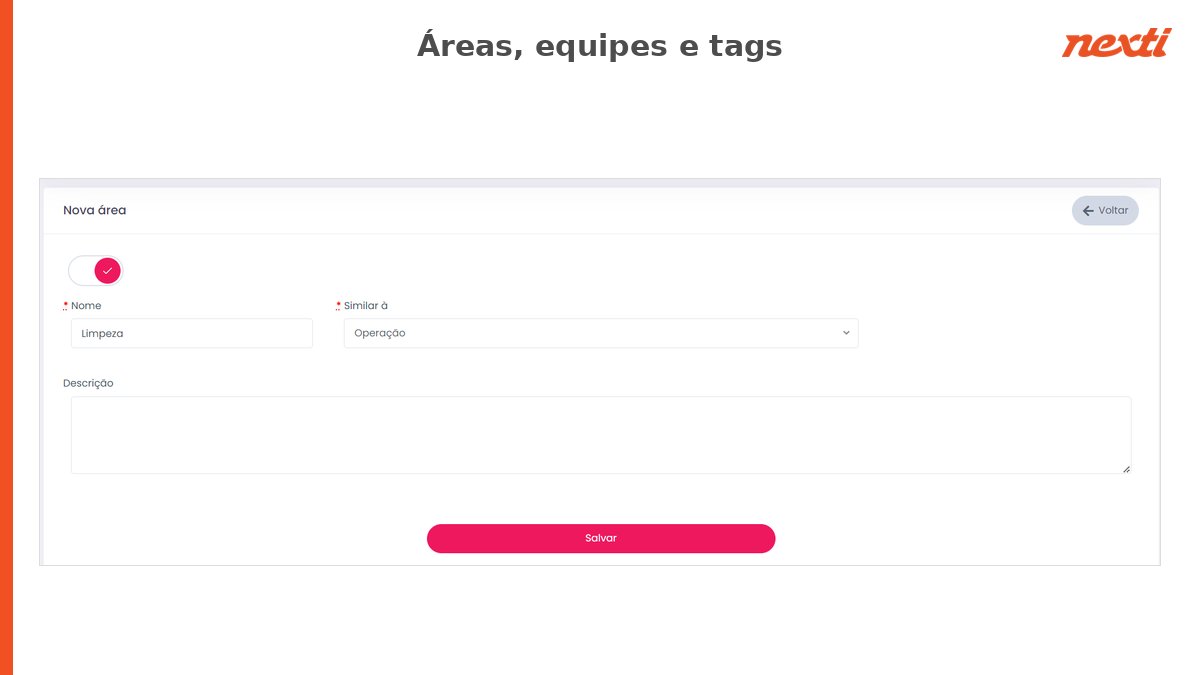 Áreas, equipes e tags
nexti
Nova área
Voltar
* Nome
* Similar à
Limpeza
Operação
Descrição
Salvar